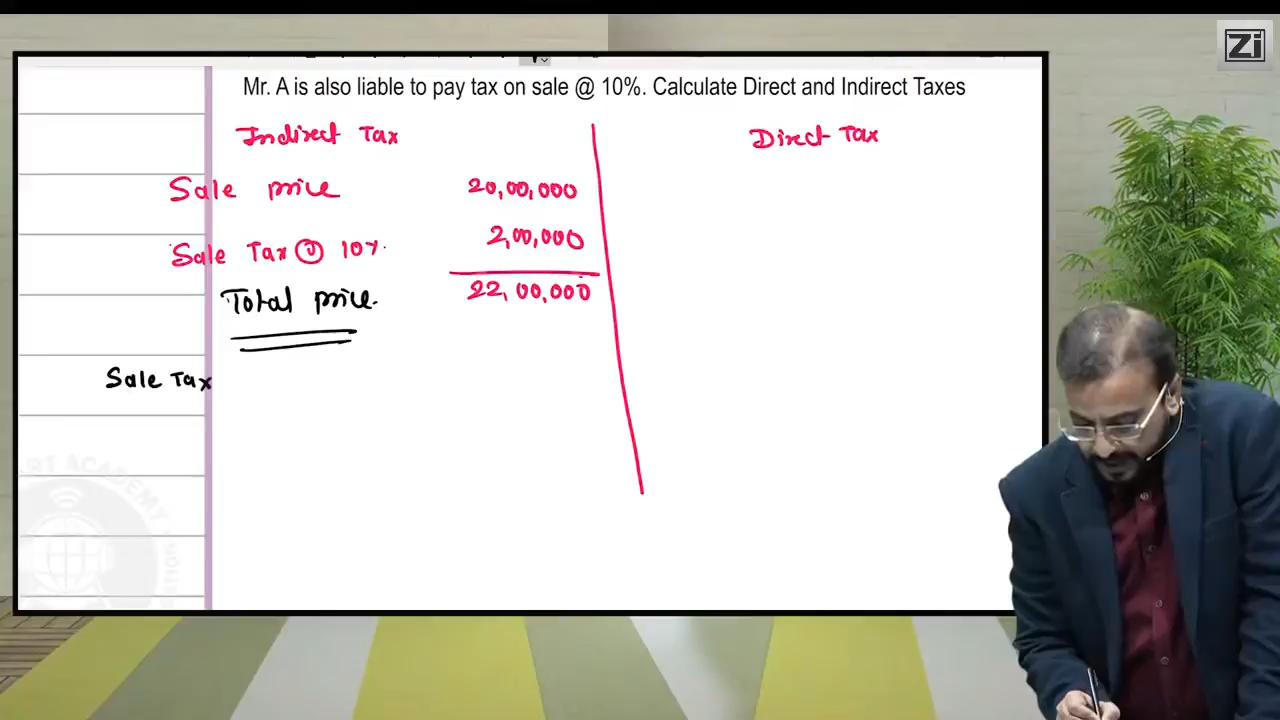 Zi
Mr. A is also liable to pay tax on sale @ 10%. Calculate Direct and Indirect Taxes
Indirect Tax
Direct Tax
Sale price 20,00,000
Sale Tax @ 10% 2,00,000
Total price 22,00,000
Sale Tax
RT ACADEMY